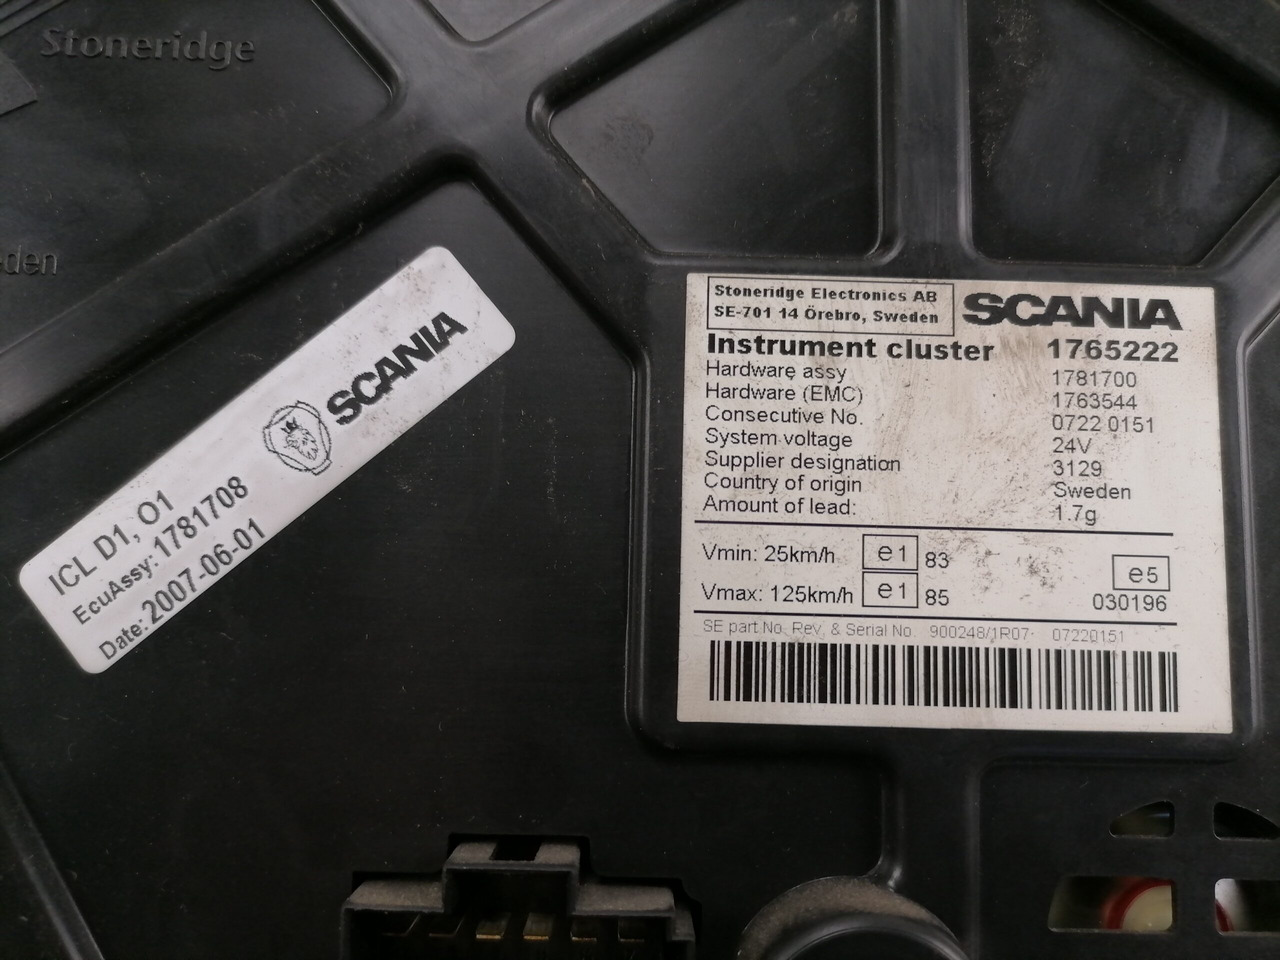 Stoneridge
den
SCANIA
ICL D1, O1
EcuAssy: 1781708
Date: 2007-06-01
Stoneridge Electronics AB
SE-701 14 Örebro, Sweden
SCANIA
Instrument cluster 1765222
Hardware assy 1781700
Hardware (EMC) 1763544
Consecutive No. 0722 0151
System voltage 24V
Supplier designation 3129
Country of origin Sweden
Amount of lead: 1.7g
Vmin: 25km/h e1 83
e5
Vmax: 125km/h e1 85
030196
SE part No, Rev, & Serial No. 900248/1R07 07220151